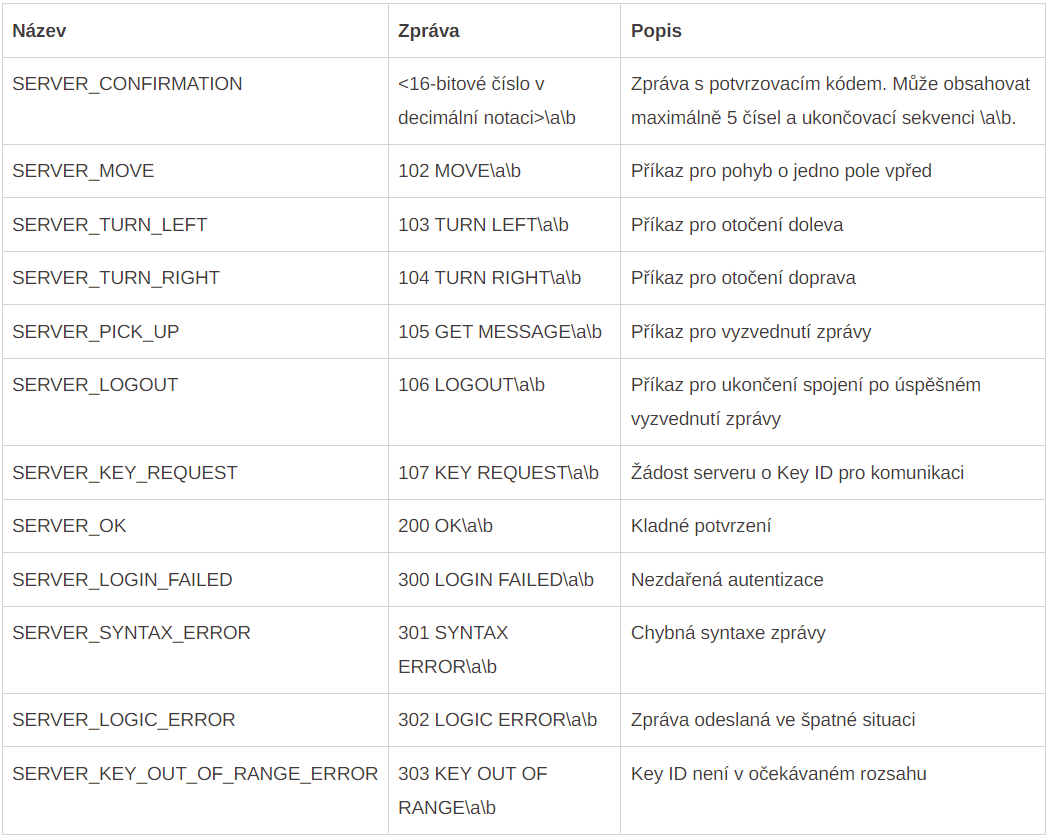 Název Zpráva Popis
SERVER_CONFIRMATION <16-bitové číslo v Zpráva s potvrzovacím kódem. Může obsahovat
decimální notaci>\a\b maximálně 5 čísel a ukončovací sekvenci \a\b.
SERVER_MOVE 102 MOVE\a\b Příkaz pro pohyb o jedno pole vpřed
SERVER_TURN_LEFT 103 TURN LEFT\a\b Příkaz pro otočení doleva
SERVER_TURN_RIGHT 104 TURN RIGHT\a\b Příkaz pro otočení doprava
SERVER_PICK_UP 105 GET MESSAGE\a\b Příkaz pro vyzvednutí zprávy
SERVER_LOGOUT 106 LOGOUT\a\b Příkaz pro ukončení spojení po úspěšném
vyzvednutí zprávy
SERVER_KEY_REQUEST 107 KEY REQUEST\a\b Žádost serveru o Key ID pro komunikaci
SERVER_OK 200 OK\a\b Kladné potvrzení
SERVER_LOGIN_FAILED 300 LOGIN FAILED\a\b Nezdařená autentizace
SERVER_SYNTAX_ERROR 301 SYNTAX Chybná syntaxe zprávy
ERROR\a\b
SERVER_LOGIC_ERROR 302 LOGIC ERROR\a\b Zpráva odeslaná ve špatné situaci
SERVER_KEY_OUT_OF_RANGE_ERROR 303 KEY OUT OF Key ID není v očekávaném rozsahu
RANGE\a\b